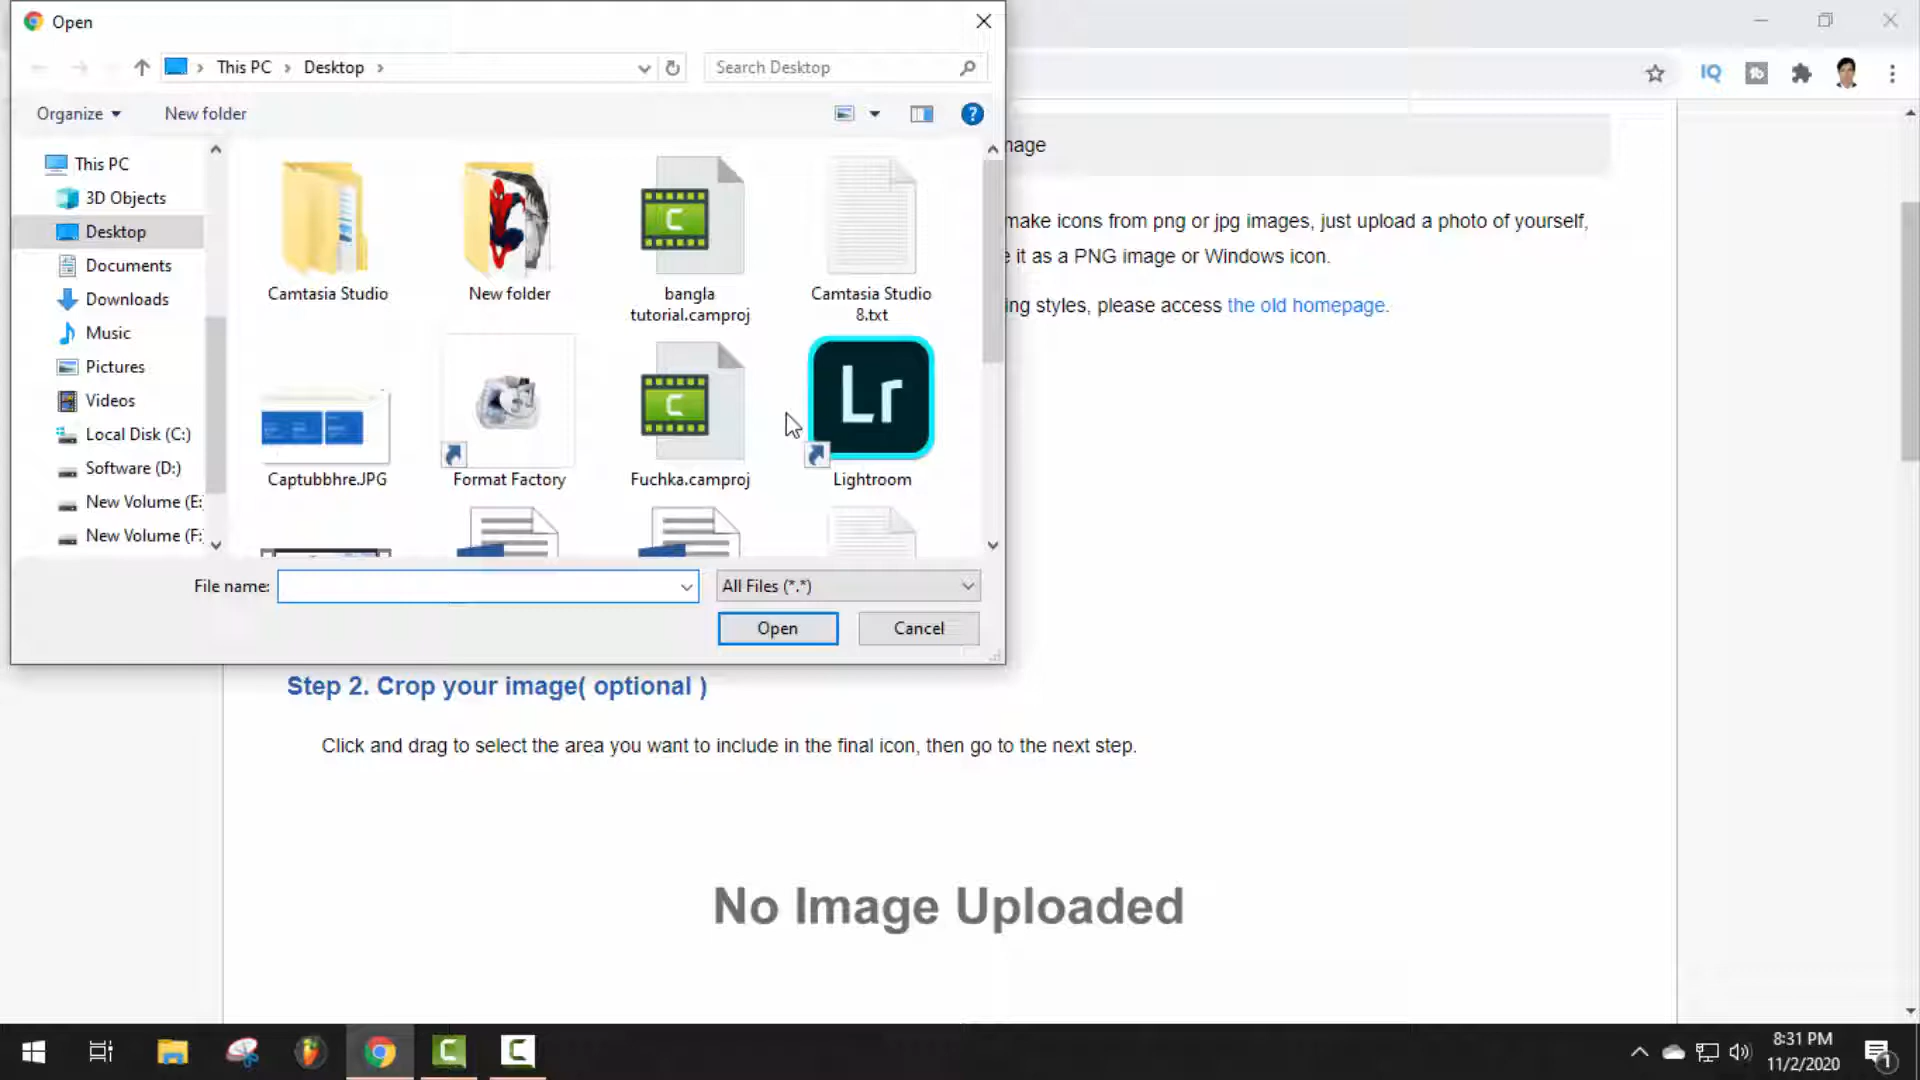 Open
This PC
Desktop
Search Desktop
Organize
New folder
This PC
3D Objects
Desktop
Documents
Downloads
Music
Pictures
Videos
Local Disk (C:)
Software (D:)
New Volume (E:
New Volume (F:
Camtasia Studio
New folder
bangla
tutorial.camproj
Camtasia Studio
8.txt
Captubbhre.JPG
Format Factory
Fuchka.camproj
Lr
Lightroom
File name:
All Files (*.*)
Open
Cancel
IQ
mage
make icons from png or jpg images, just upload a photo of yourself,
e it as a PNG image or Windows icon.
ing styles, please access the old homepage.
Step 2. Crop your image( optional )
Click and drag to select the area you want to include in the final icon, then go to the next step.
No Image Uploaded
8:31 PM
11/2/2020
1